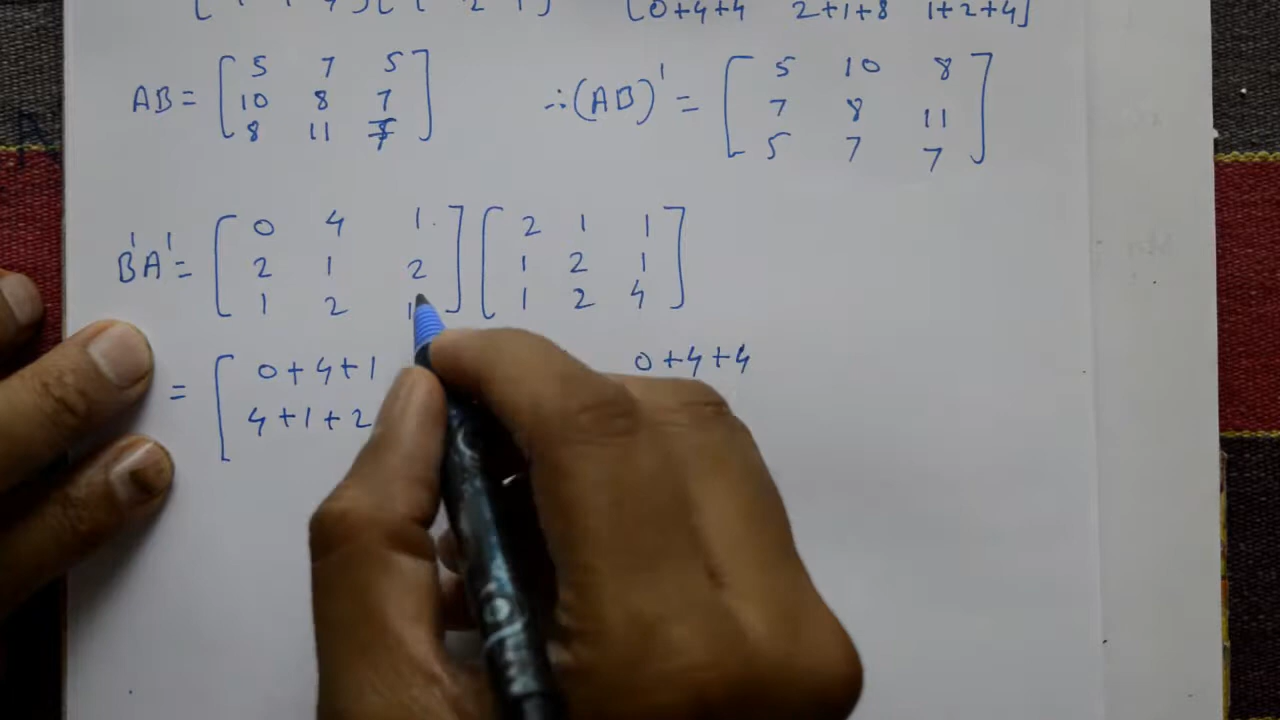 [0+4+4 2+1+8 1+2+4]
AB = [5 7 5
10 8 7
8 11 7]
∴(AB)' = [5 10 8
7 8 11
5 7 7]
B'A' = [0 4 1
2 1 2
1 2 1] [2 1 1
1 2 1
1 2 4]
= [0+4+1 0+4+4
4+1+2